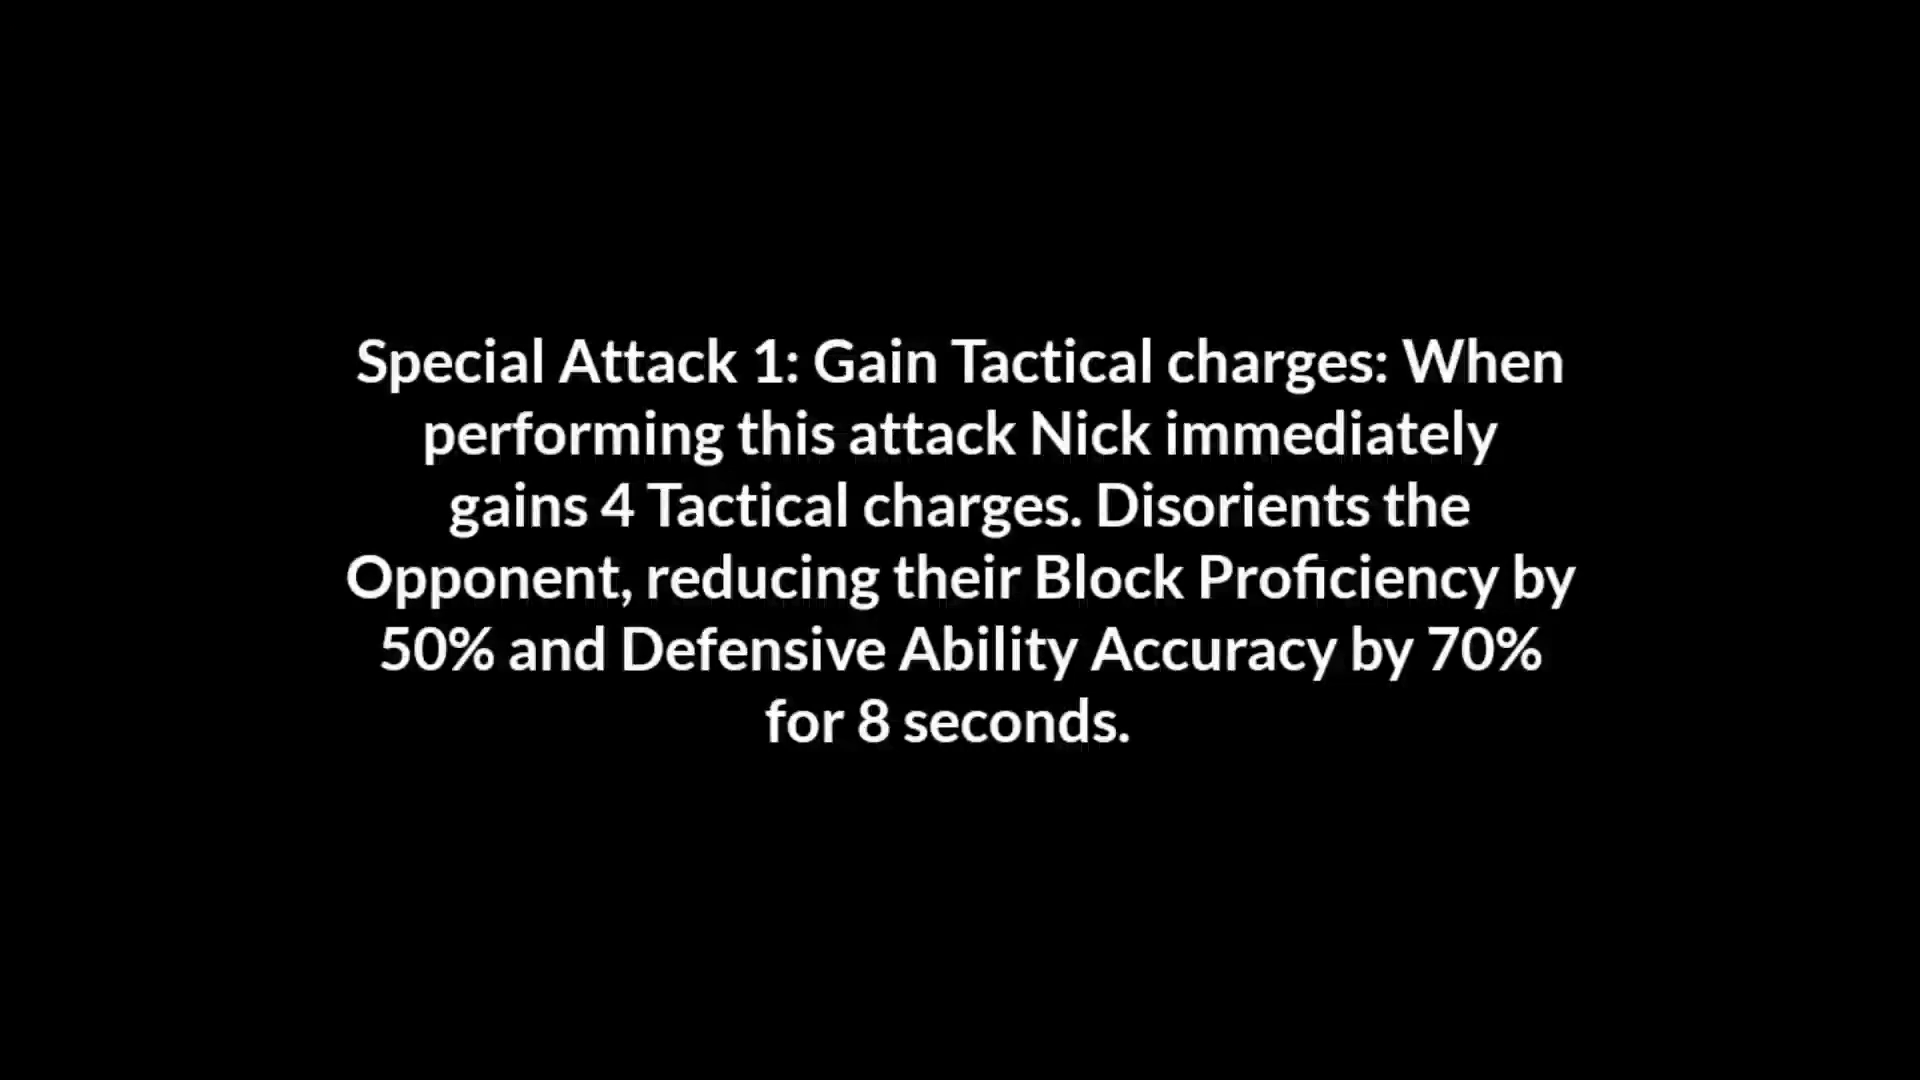 Special Attack 1: Gain Tactical charges: When
performing this attack Nick immediately
gains 4 Tactical charges. Disorients the
Opponent, reducing their Block Proficiency by
50% and Defensive Ability Accuracy by 70%
for 8 seconds.